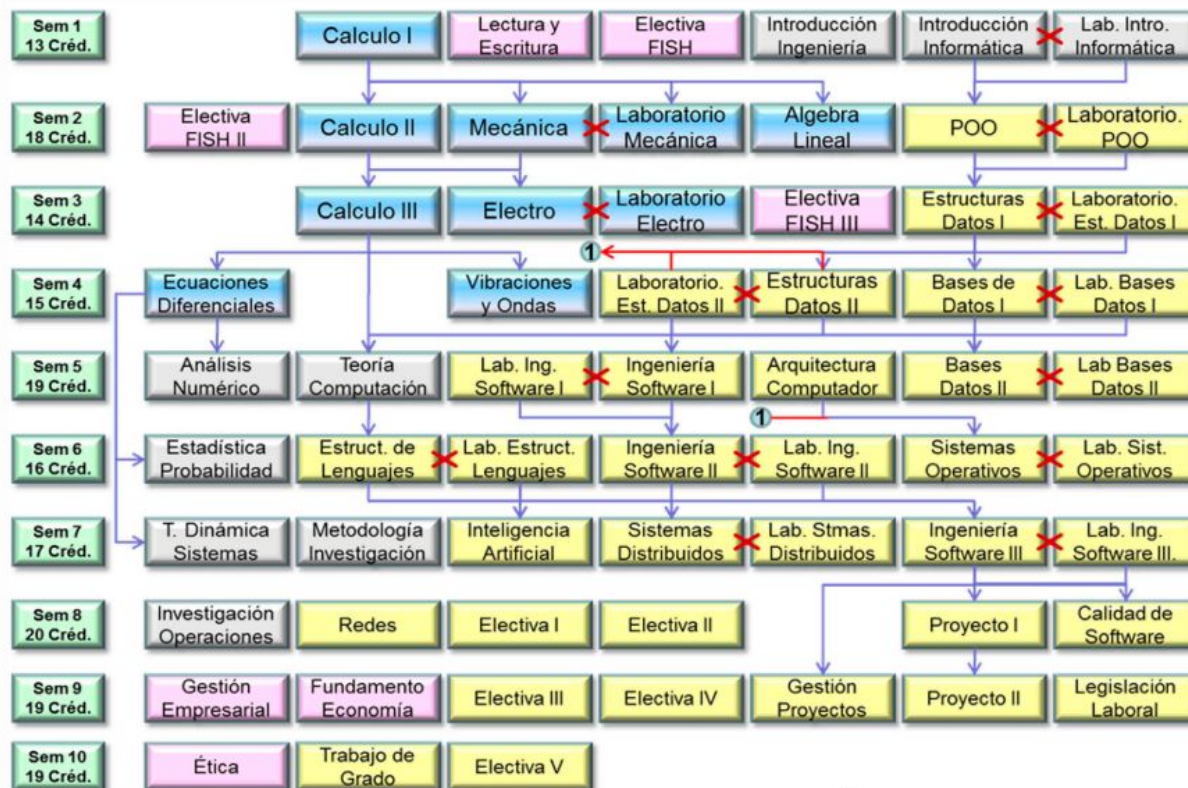 Sem 1
13 Créd.
Calculo I
Lectura y
Escritura
Electiva
FISH
Introducción
Ingeniería
Introducción
Informática
Lab. Intro.
Informática
Sem 2
18 Créd.
Electiva
FISH II
Calculo II
Mecánica
Laboratorio
Mecánica
Algebra
Lineal
POO
Laboratorio.
POO
Sem 3
14 Créd.
Calculo III
Electro
Laboratorio
Electro
Electiva
FISH III
Estructuras
Datos I
Laboratorio.
Est. Datos I
1
Sem 4
15 Créd.
Ecuaciones
Diferenciales
Vibraciones
y Ondas
Laboratorio.
Est. Datos II
Estructuras
Datos II
Bases de
Datos I
Lab. Bases
Datos I
Sem 5
19 Créd.
Análisis
Numérico
Teoría
Computación
Lab. Ing.
Software I
Ingeniería
Software I
Arquitectura
Computador
Bases
Datos II
Lab Bases
Datos II
1
Sem 6
16 Créd.
Estadística
Probabilidad
Estruct. de
Lenguajes
Lab. Estruct.
Lenguajes
Ingeniería
Software II
Lab. Ing.
Software II
Sistemas
Operativos
Lab. Sist.
Operativos
Sem 7
17 Créd.
T. Dinámica
Sistemas
Metodología
Investigación
Inteligencia
Artificial
Sistemas
Distribuidos
Lab. Stmas.
Distribuidos
Ingeniería
Software III
Lab. Ing.
Software III.
Sem 8
20 Créd.
Investigación
Operaciones
Redes
Electiva I
Electiva II
Proyecto I
Calidad de
Software
Sem 9
19 Créd.
Gestión
Empresarial
Fundamento
Economía
Electiva III
Electiva IV
Gestión
Proyectos
Proyecto II
Legislación
Laboral
Sem 10
19 Créd.
Ética
Trabajo de
Grado
Electiva V